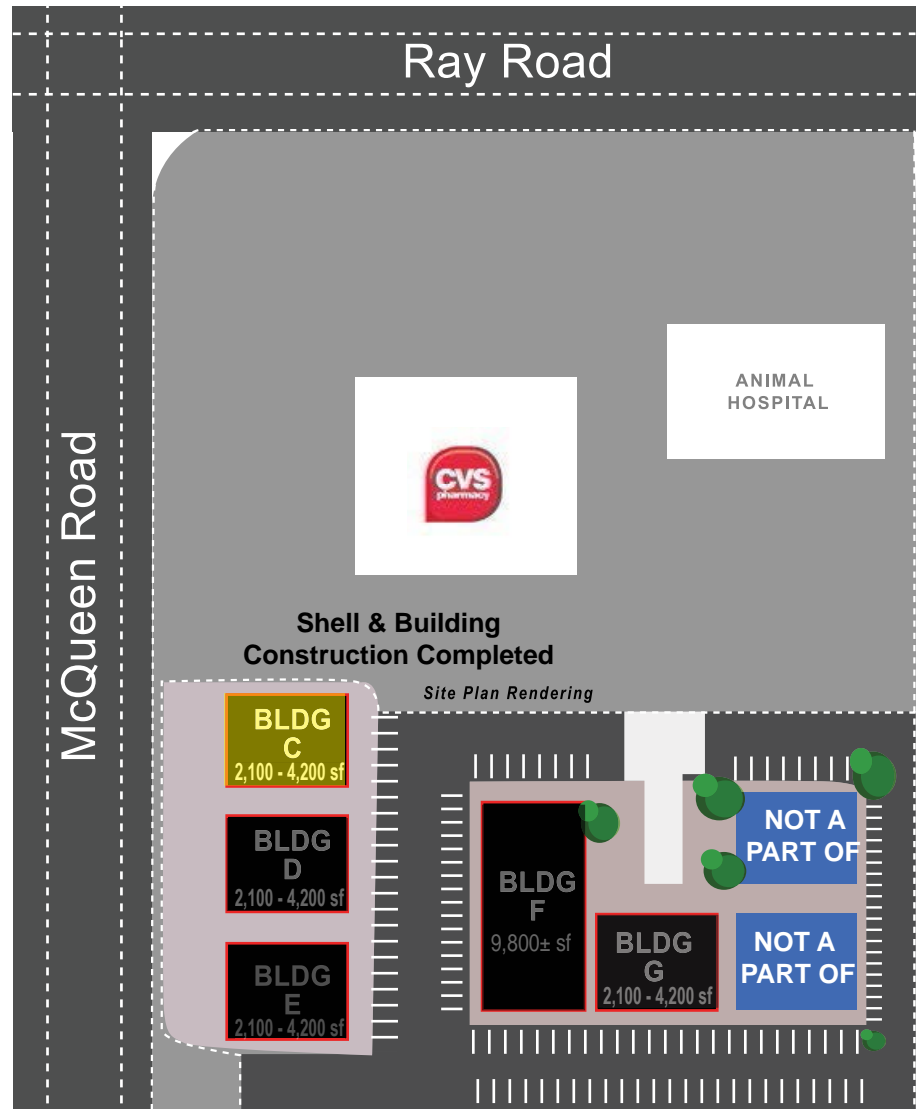 Ray Road
McQueen Road
ANIMAL
HOSPITAL
CVS
pharmacy
Shell & Building
Construction Completed
Site Plan Rendering
BLDG
C
2,100 - 4,200 sf
BLDG
D
2,100 - 4,200 sf
BLDG
E
2,100 - 4,200 sf
BLDG
F
9,800± sf
BLDG
G
2,100 - 4,200 sf
NOT A
PART OF
NOT A
PART OF